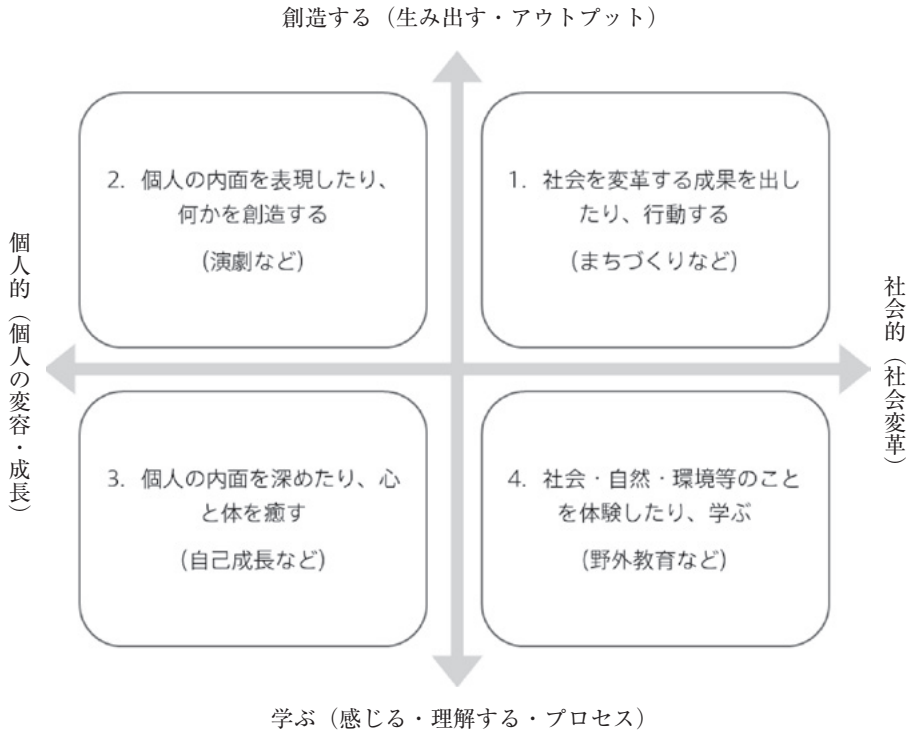 創造する（生み出す・アウトプット）
2. 個人の内面を表現したり、
何かを創造する
（演劇など）
1. 社会を変革する成果を出し
たり、行動する
（まちづくりなど）
個人的（個人の変容・成長）
社会的（社会変革）
3. 個人の内面を深めたり、心
と体を癒す
（自己成長など）
4. 社会・自然・環境等のこと
を体験したり、学ぶ
（野外教育など）
学ぶ（感じる・理解する・プロセス）